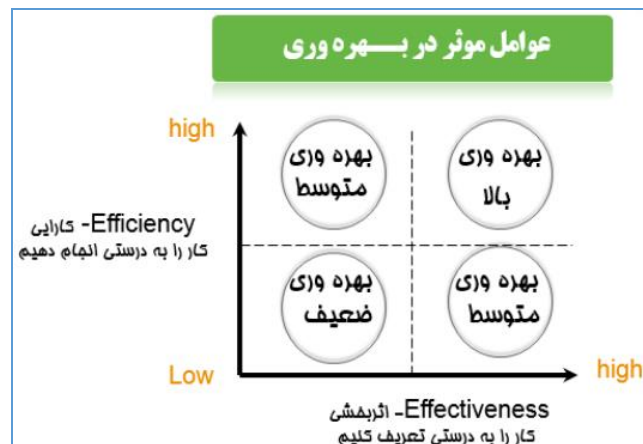 عوامل موثر در بـــهره وری
high
بهره وری
متوسط
بهره وری
بالا
Efficiency- کارایی
کار را به درستی انجام دهیم
بهره وری
ضعیف
بهره وری
متوسط
Low
high
Effectiveness- اثربخشی
کار را به درستی تعریف کنیم